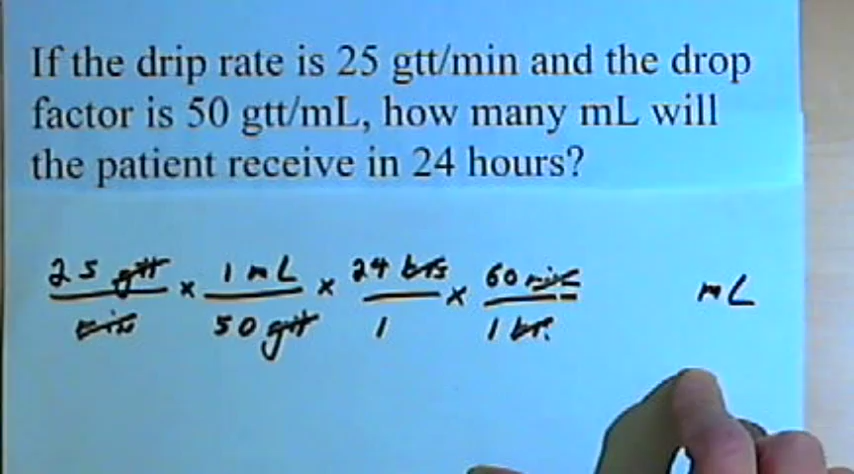 If the drip rate is 25 gtt/min and the drop
factor is 50 gtt/mL, how many mL will
the patient receive in 24 hours?
25 gtt × 1 mL × 24 hrs × 60 min mL
min 50 gtt 1 1 hr.